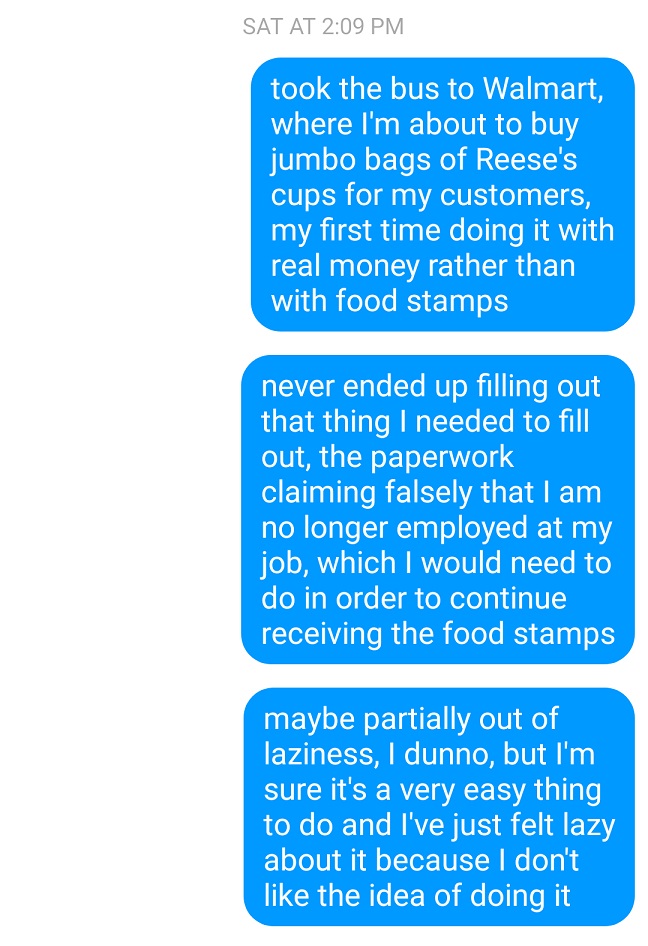 SAT AT 2:09 PM
took the bus to Walmart,
where I'm about to buy
jumbo bags of Reese's
cups for my customers,
my first time doing it with
real money rather than
with food stamps
never ended up filling out
that thing I needed to fill
out, the paperwork
claiming falsely that I am
no longer employed at my
job, which I would need to
do in order to continue
receiving the food stamps
maybe partially out of
laziness, I dunno, but I'm
sure it's a very easy thing
to do and I've just felt lazy
about it because I don't
like the idea of doing it